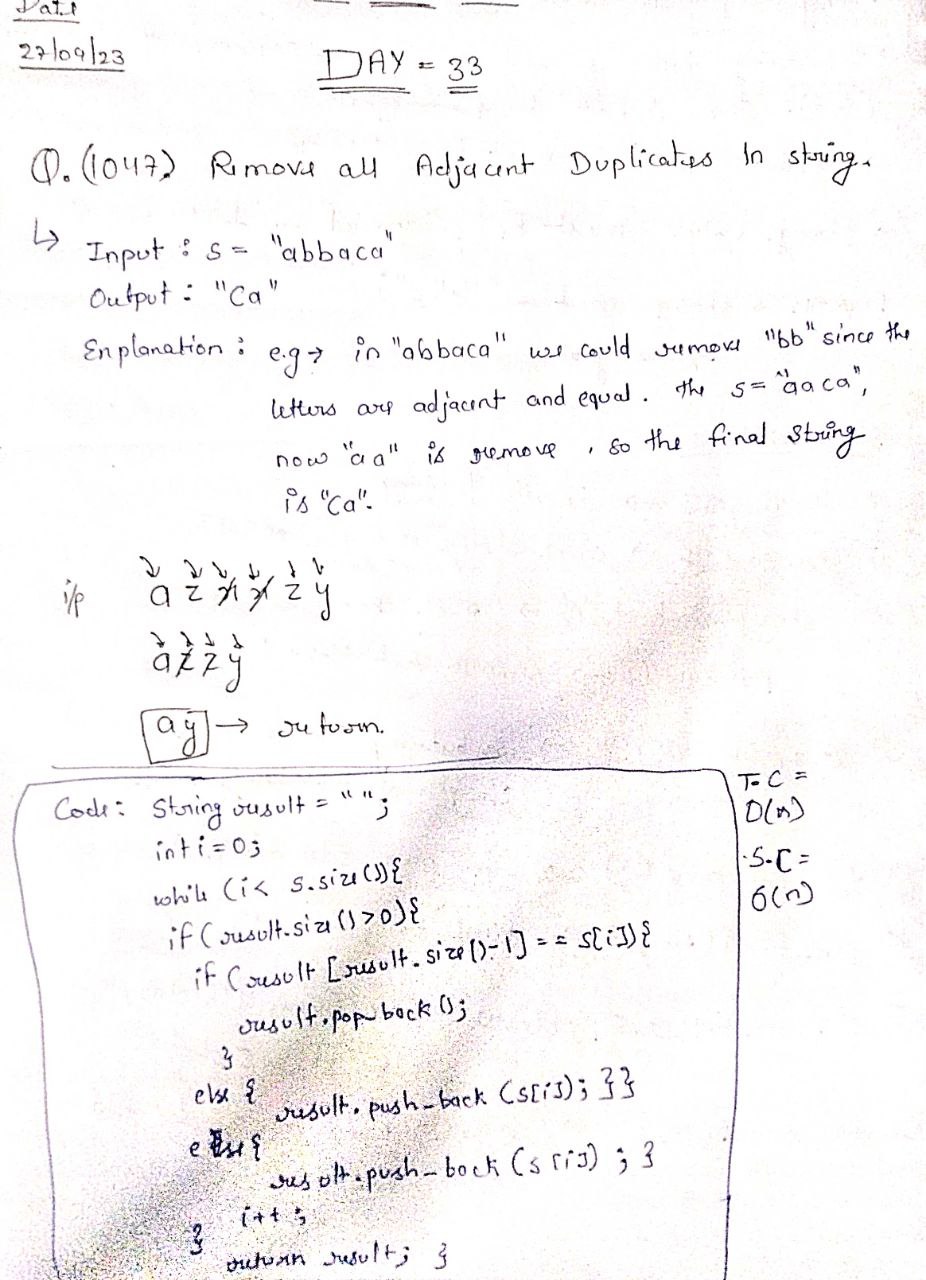 Date
27/09/23
DAY = 33
Q. (1047) Remove all Adjacent Duplicates In string.
↳ Input : s = "abbaca"
Output : "Ca"
Enplanation : e.g → in "abbaca" we could remove "bb" since the
letters are adjacent and equal. the s = "aaca",
now "aa" is remove, so the final string
is "Ca".
i/p a z x x z y
a z z y
ay → return.
Code: String result = " ";
int i = 0;
while (i < s.size()){
if (result.size() > 0){
if (result [result.size()-1] == s[i]){
result.pop_back ();
}
else {
result.push_back (s[i]); }}
else {
result.push_back (s[i]) ; }
i++;
}
return result; }
T.C =
O(n)
S.C =
O(n)